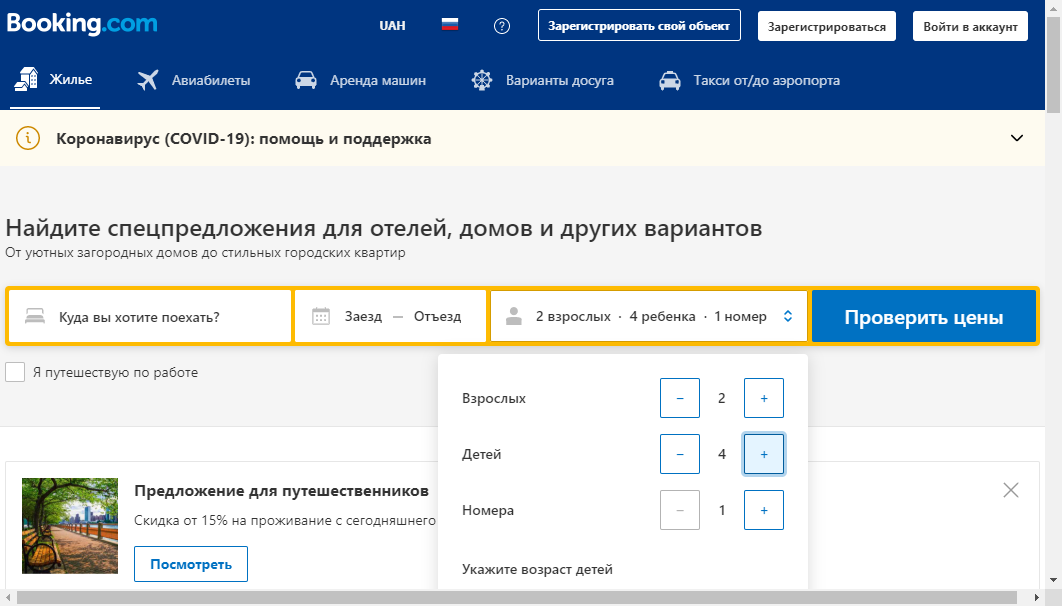 Booking.com
UAH
Зарегистрировать свой объект
Зарегистрироваться
Войти в аккаунт
Жилье
Авиабилеты
Аренда машин
Варианты досуга
Такси от/до аэропорта
Коронавирус (COVID-19): помощь и поддержка
Найдите спецпредложения для отелей, домов и других вариантов
От уютных загородных домов до стильных городских квартир
Куда вы хотите поехать?
Заезд — Отъезд
2 взрослых · 4 ребенка · 1 номер
Проверить цены
Я путешествую по работе
Взрослых − 2 +
Детей − 4 +
Номера − 1 +
Укажите возраст детей
Предложение для путешественников
Скидка от 15% на проживание с сегодняшнего
Посмотреть